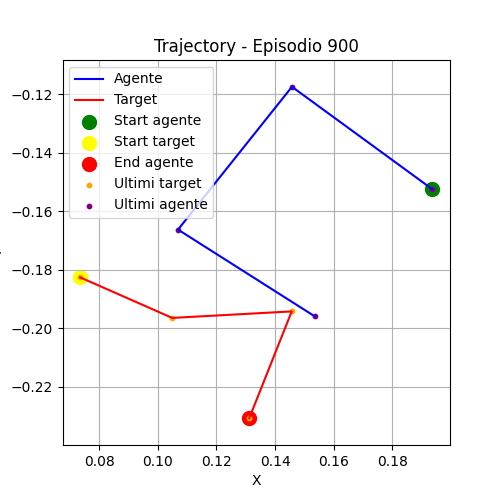 Trajectory - Episodio 900
Agente
Target
Start agente
Start target
End agente
Ultimi target
Ultimi agente
−0.12
−0.14
−0.16
−0.18
−0.20
−0.22
0.08 0.10 0.12 0.14 0.16 0.18
X